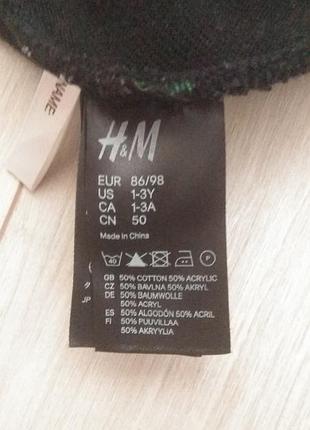 NAME
H&M
EUR 86/98
US 1-3Y
CA 1-3A
CN 50
Made in China
40
P
GB 50% COTTON 50% ACRYLIC
CZ 50% BAVLNA 50% AKRYL
DE 50% BAUMWOLLE
50% ACRYL
ES 50% ALGODÓN 50% ACRIL
FI 50% PUUVILLAA
50% AKRYYLIA
JP